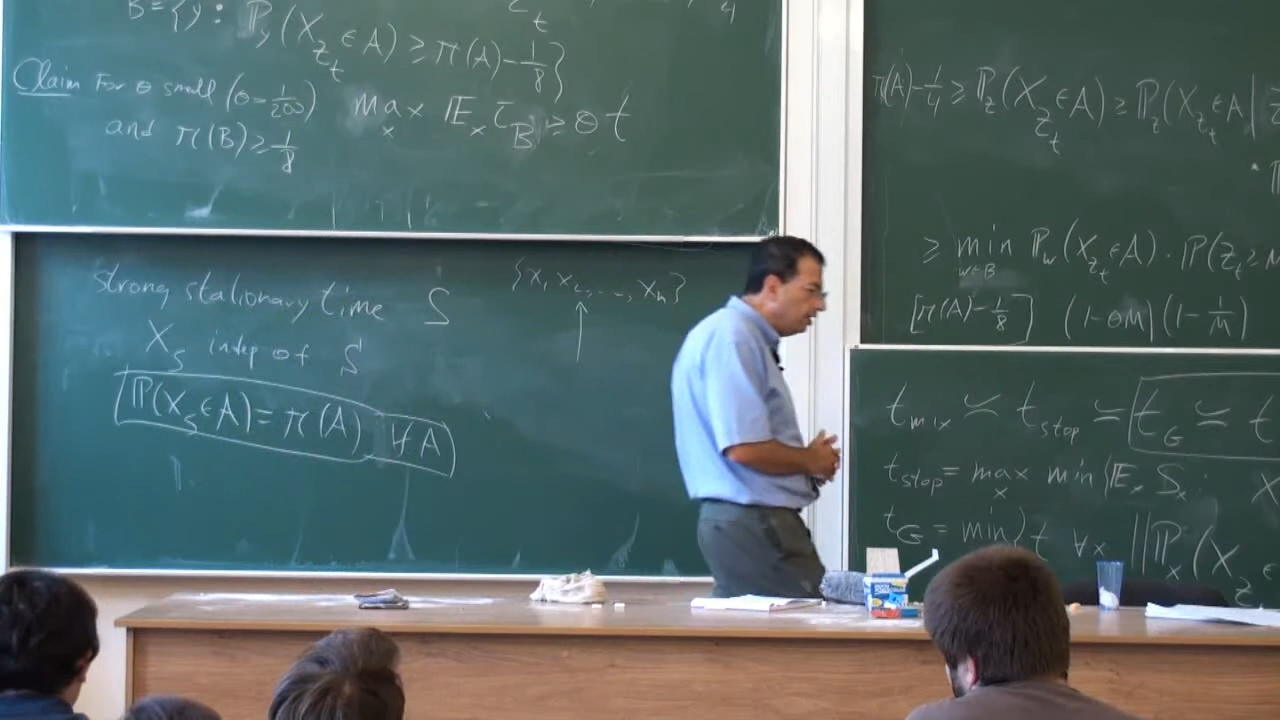 B = {y : ℙ_y(X_{Z_t} ∈ A) ≥ π(A) - 1/8}
Z_t
4
Claim For θ small (θ = 1/200) max_x 𝔼_x τ_B ≥ θt
and π(B) ≥ 1/8
strong stationary time S
X_S indep of S
ℙ(X_S ∈ A) = π(A) ∀A
{X_1 X_2, ..., X_n}
π(A) - 1/4 ≥ ℙ_z(X_{Z_t} ∈ A) ≥ ℙ_z(X_{Z_t} ∈ A |
≥ min_{w∈B} ℙ_w(X_{Z_t} ∈ A) · ℙ(Z_t ≥
[π(A) - 1/8] (1 - θM)(1 - 1/M)
t_mix ≍ t_stop ≍ t_G ≍ t
t_stop = max_x min{𝔼_x S_x : X
t_G = min{t ∀x ||ℙ_x(X_Z ∈